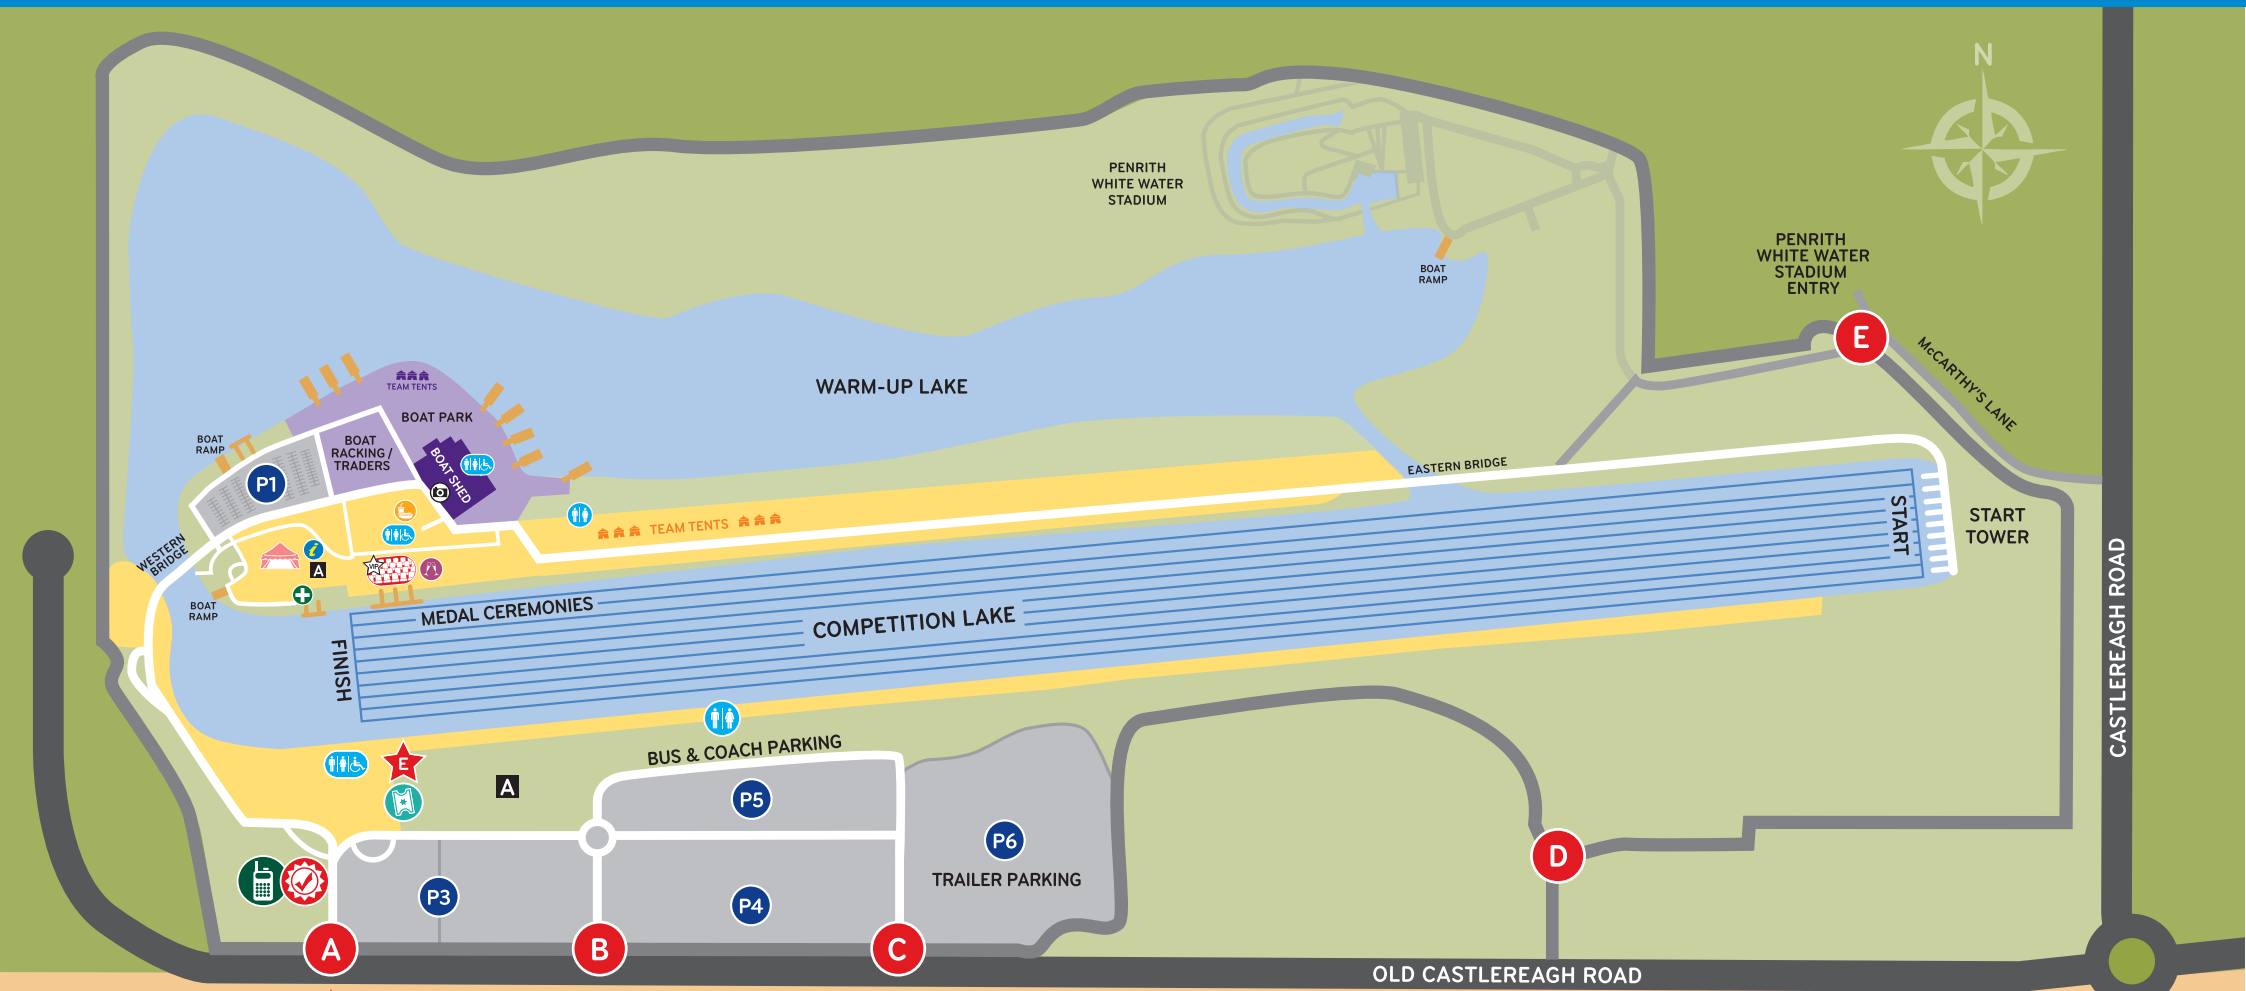 N
PENRITH
WHITE WATER
STADIUM
PENRITH
WHITE WATER
STADIUM
ENTRY
BOAT
RAMP
E
McCARTHY'S LANE
TEAM TENTS
WARM-UP LAKE
BOAT PARK
BOAT
RAMP
BOAT
RACKING /
TRADERS
BOAT SHED
P1
EASTERN BRIDGE
START
START
TOWER
TEAM TENTS
WESTERN
BRIDGE
i
A
VIP
BOAT
RAMP
MEDAL CEREMONIES
COMPETITION LAKE
FINISH
CASTLEREAGH ROAD
BUS & COACH PARKING
E
A
P5
P6
TRAILER PARKING
P3
P4
D
A
B
C
OLD CASTLEREAGH ROAD